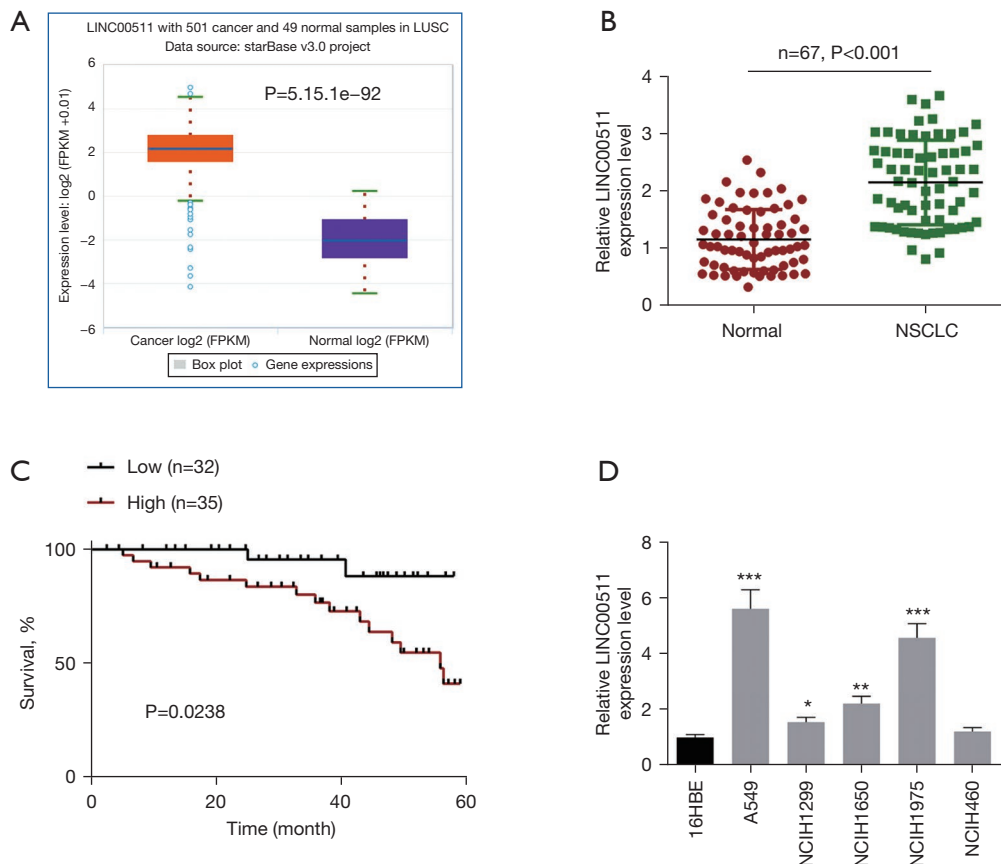 A
LINC00511 with 501 cancer and 49 normal samples in LUSC
Data source: starBase v3.0 project
Expression level: log2 (FPKM +0.01)
6
4
2
0
−2
−4
−6
P=5.15.1e−92
Cancer log2 (FPKM)
Normal log2 (FPKM)
Box plot
Gene expressions
B
n=67, P<0.001
Relative LINC00511
expression level
4
3
2
1
0
Normal
NSCLC
C
Low (n=32)
High (n=35)
Survival, %
100
50
0
P=0.0238
0
20
40
60
Time (month)
D
Relative LINC00511
expression level
8
6
4
2
0
***
*
**
***
16HBE
A549
NCIH1299
NCIH1650
NCIH1975
NCIH460